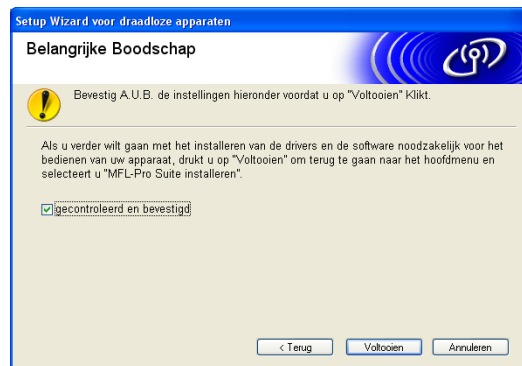 Setup Wizard voor draadloze apparaten
Belangrijke Boodschap
Bevestig A.U.B. de instellingen hieronder voordat u op "Voltooien" Klikt.
Als u verder wilt gaan met het installeren van de drivers en de software noodzakelijk voor het
bedienen van uw apparaat, drukt u op "Voltooien" om terug te gaan naar het hoofdmenu en
selecteert u "MFL-Pro Suite installeren".
gecontroleerd en bevestigd
< Terug
Voltooien
Annuleren